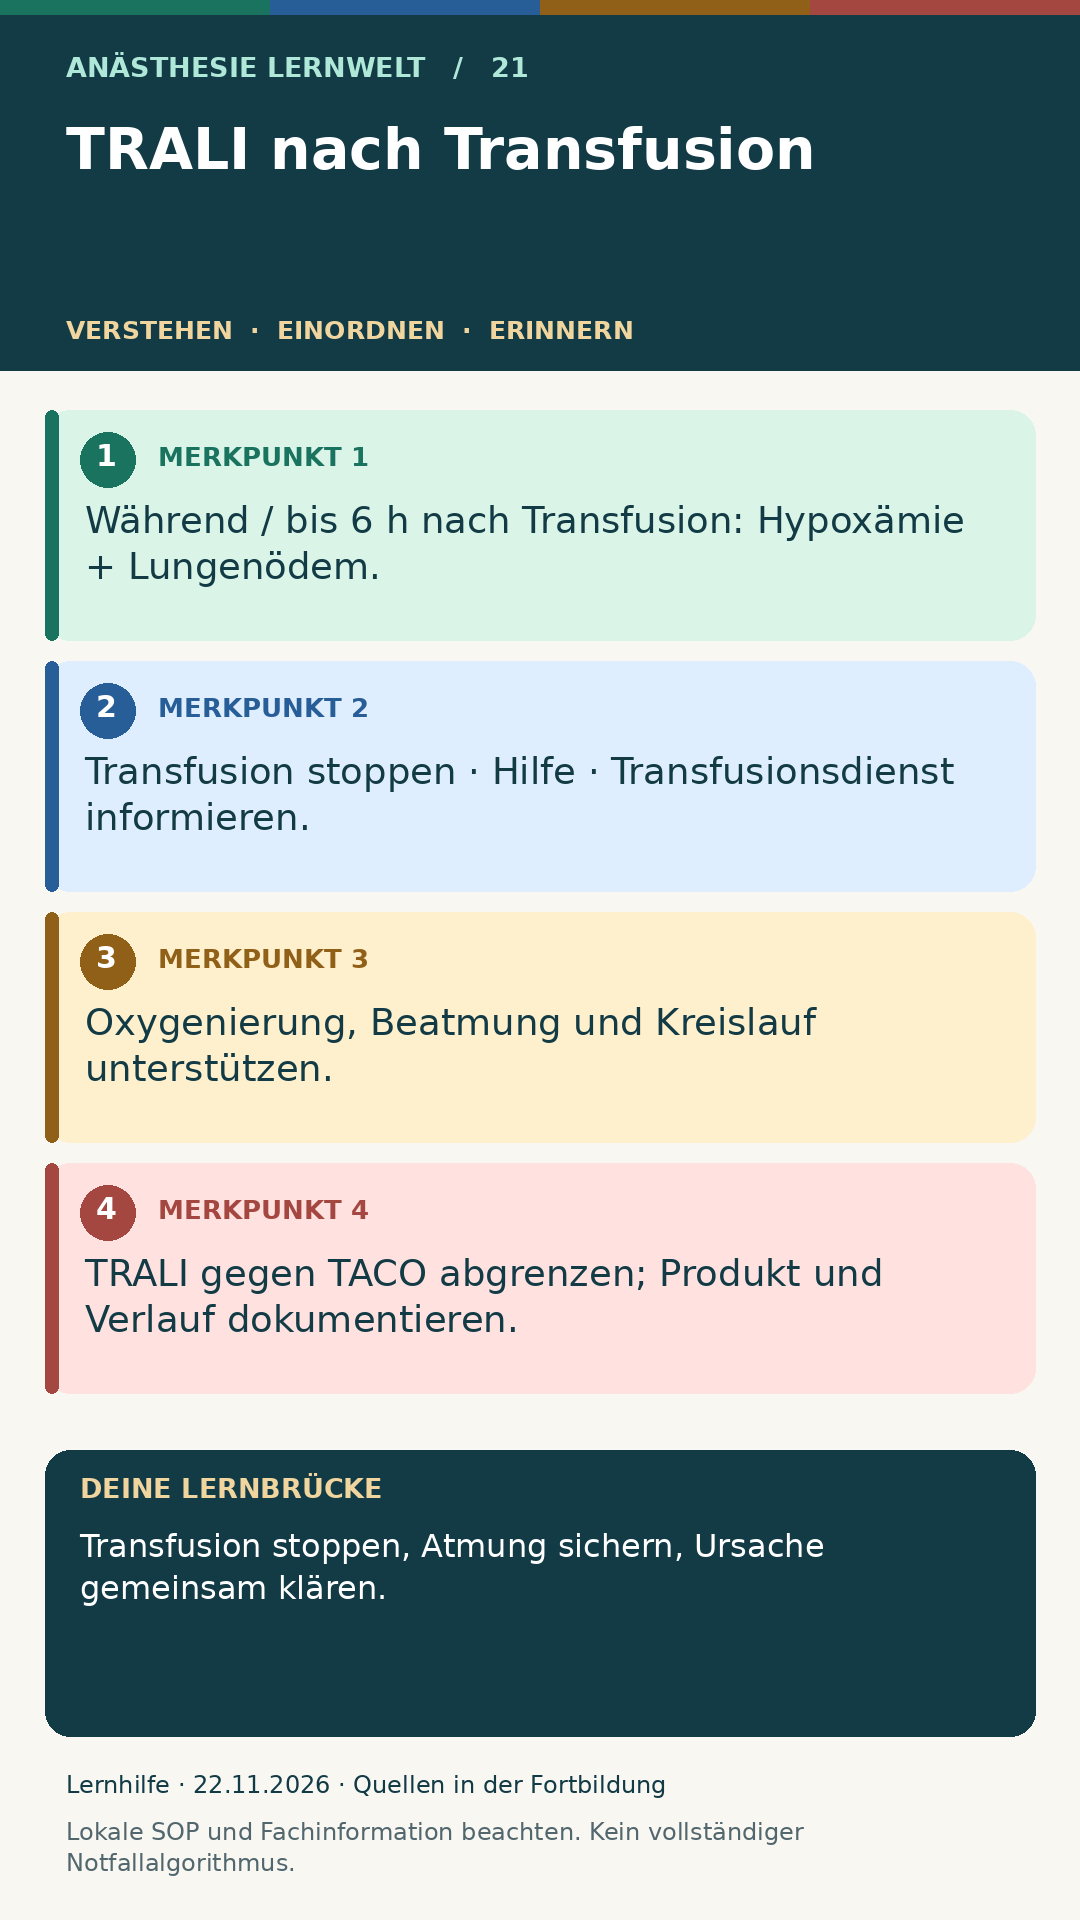 ANÄSTHESIE LERNWELT / 21
TRALI nach Transfusion
VERSTEHEN · EINORDNEN · ERINNERN
1 MERKPUNKT 1
Während / bis 6 h nach Transfusion: Hypoxämie
+ Lungenödem.
2 MERKPUNKT 2
Transfusion stoppen · Hilfe · Transfusionsdienst
informieren.
3 MERKPUNKT 3
Oxygenierung, Beatmung und Kreislauf
unterstützen.
4 MERKPUNKT 4
TRALI gegen TACO abgrenzen; Produkt und
Verlauf dokumentieren.
DEINE LERNBRÜCKE
Transfusion stoppen, Atmung sichern, Ursache
gemeinsam klären.
Lernhilfe · 22.11.2026 · Quellen in der Fortbildung
Lokale SOP und Fachinformation beachten. Kein vollständiger
Notfallalgorithmus.